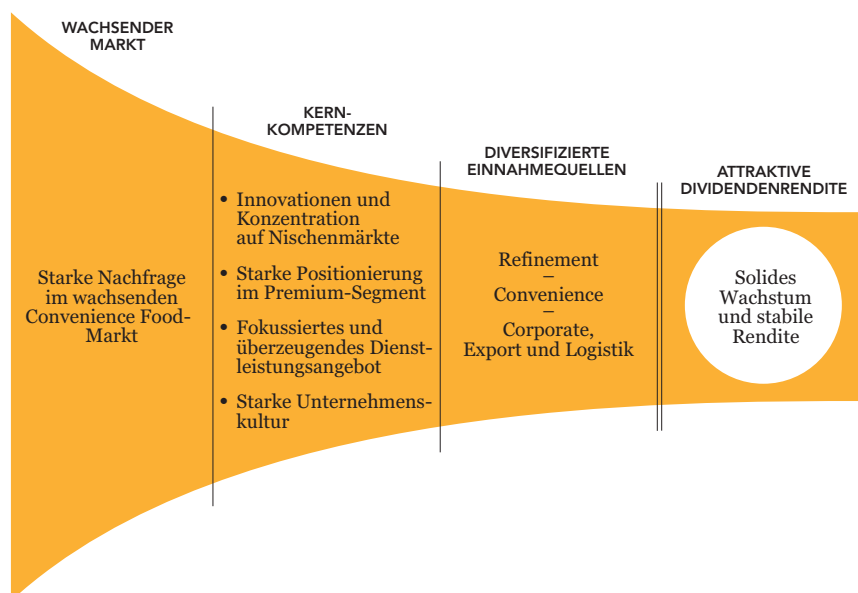 WACHSENDER
MARKT
Starke Nachfrage
im wachsenden
Convenience Food-
Markt
KERN-
KOMPETENZEN
• Innovationen und
Konzentration
auf Nischenmärkte
• Starke Positionierung
im Premium-Segment
• Fokussiertes und
überzeugendes Dienst-
leistungsangebot
• Starke Unternehmens-
kultur
DIVERSIFIZIERTE
EINNAHMEQUELLEN
Refinement
–
Convenience
–
Corporate,
Export und Logistik
ATTRAKTIVE
DIVIDENDENRENDITE
Solides
Wachstum
und stabile
Rendite